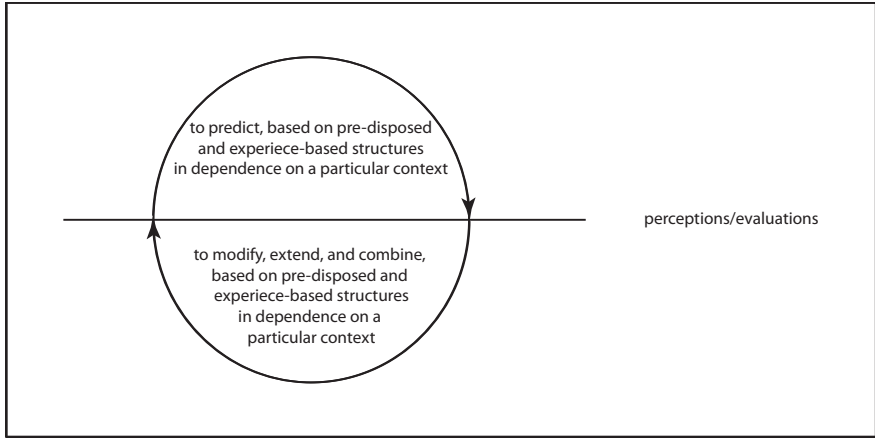 to predict, based on pre-disposed
and experiece-based structures
in dependence on a particular context
perceptions/evaluations
to modify, extend, and combine,
based on pre-disposed and
experiece-based structures
in dependence on a
particular context